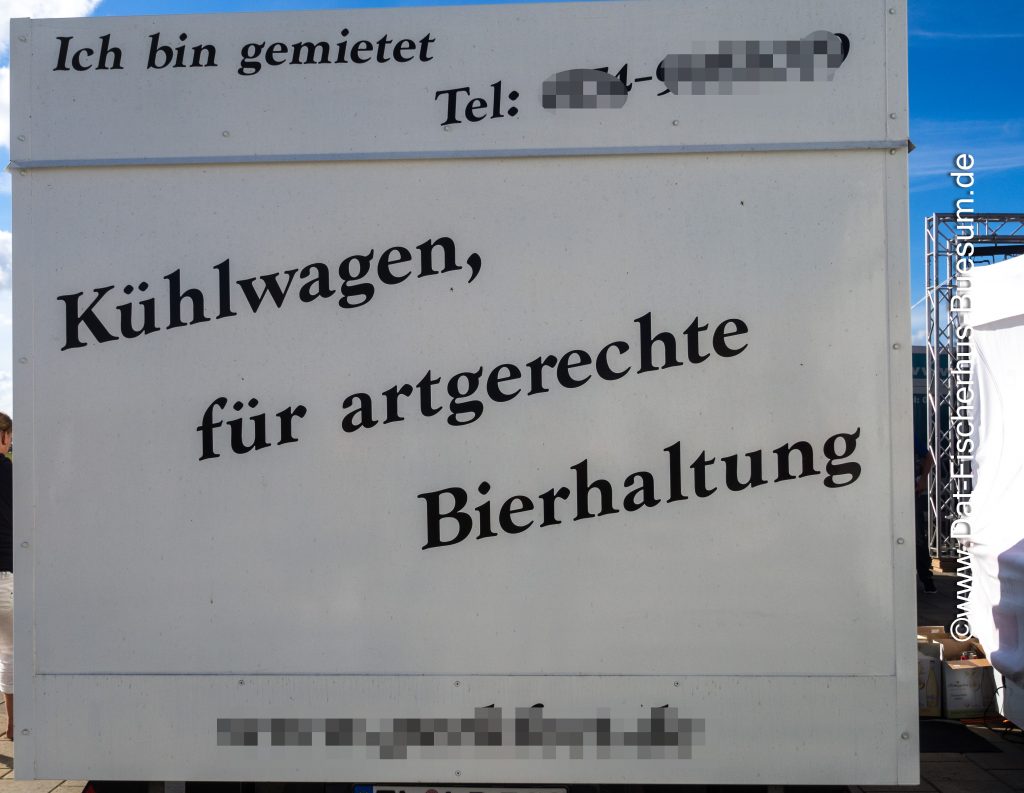 Ich bin gemietet
Tel:
Kühlwagen,
für artgerechte
Bierhaltung
©www.Dat-Fischerhus-Buesum.de